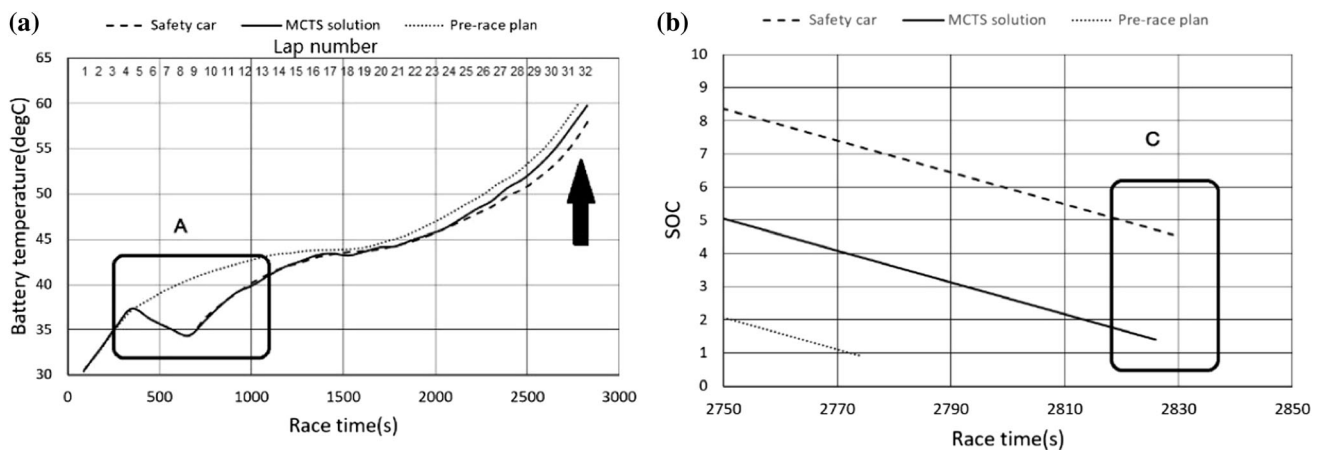 (a)
Safety car MCTS solution Pre-race plan
Lap number
65
1 2 3 4 5 6 7 8 9 10 11 12 13 14 15 16 17 18 19 20 21 22 23 24 25 26 27 28 29 30 31 32
60
55
50
45
40
35
30
Battery temperature(degC)
A
0 500 1000 1500 2000 2500 3000
Race time(s)
(b)
Safety car MCTS solution Pre-race plan
10
9
8
7
6
5
4
3
2
1
0
SOC
C
2750 2770 2790 2810 2830 2850
Race time(s)